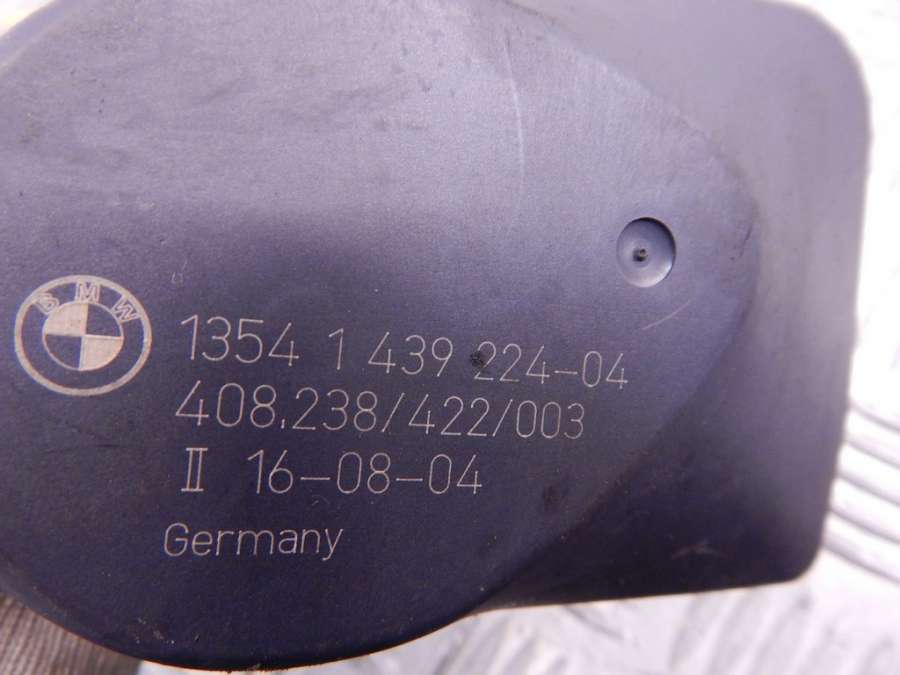 BMW
1354 1 439 224-04
408.238/422/003
II 16-08-04
Germany